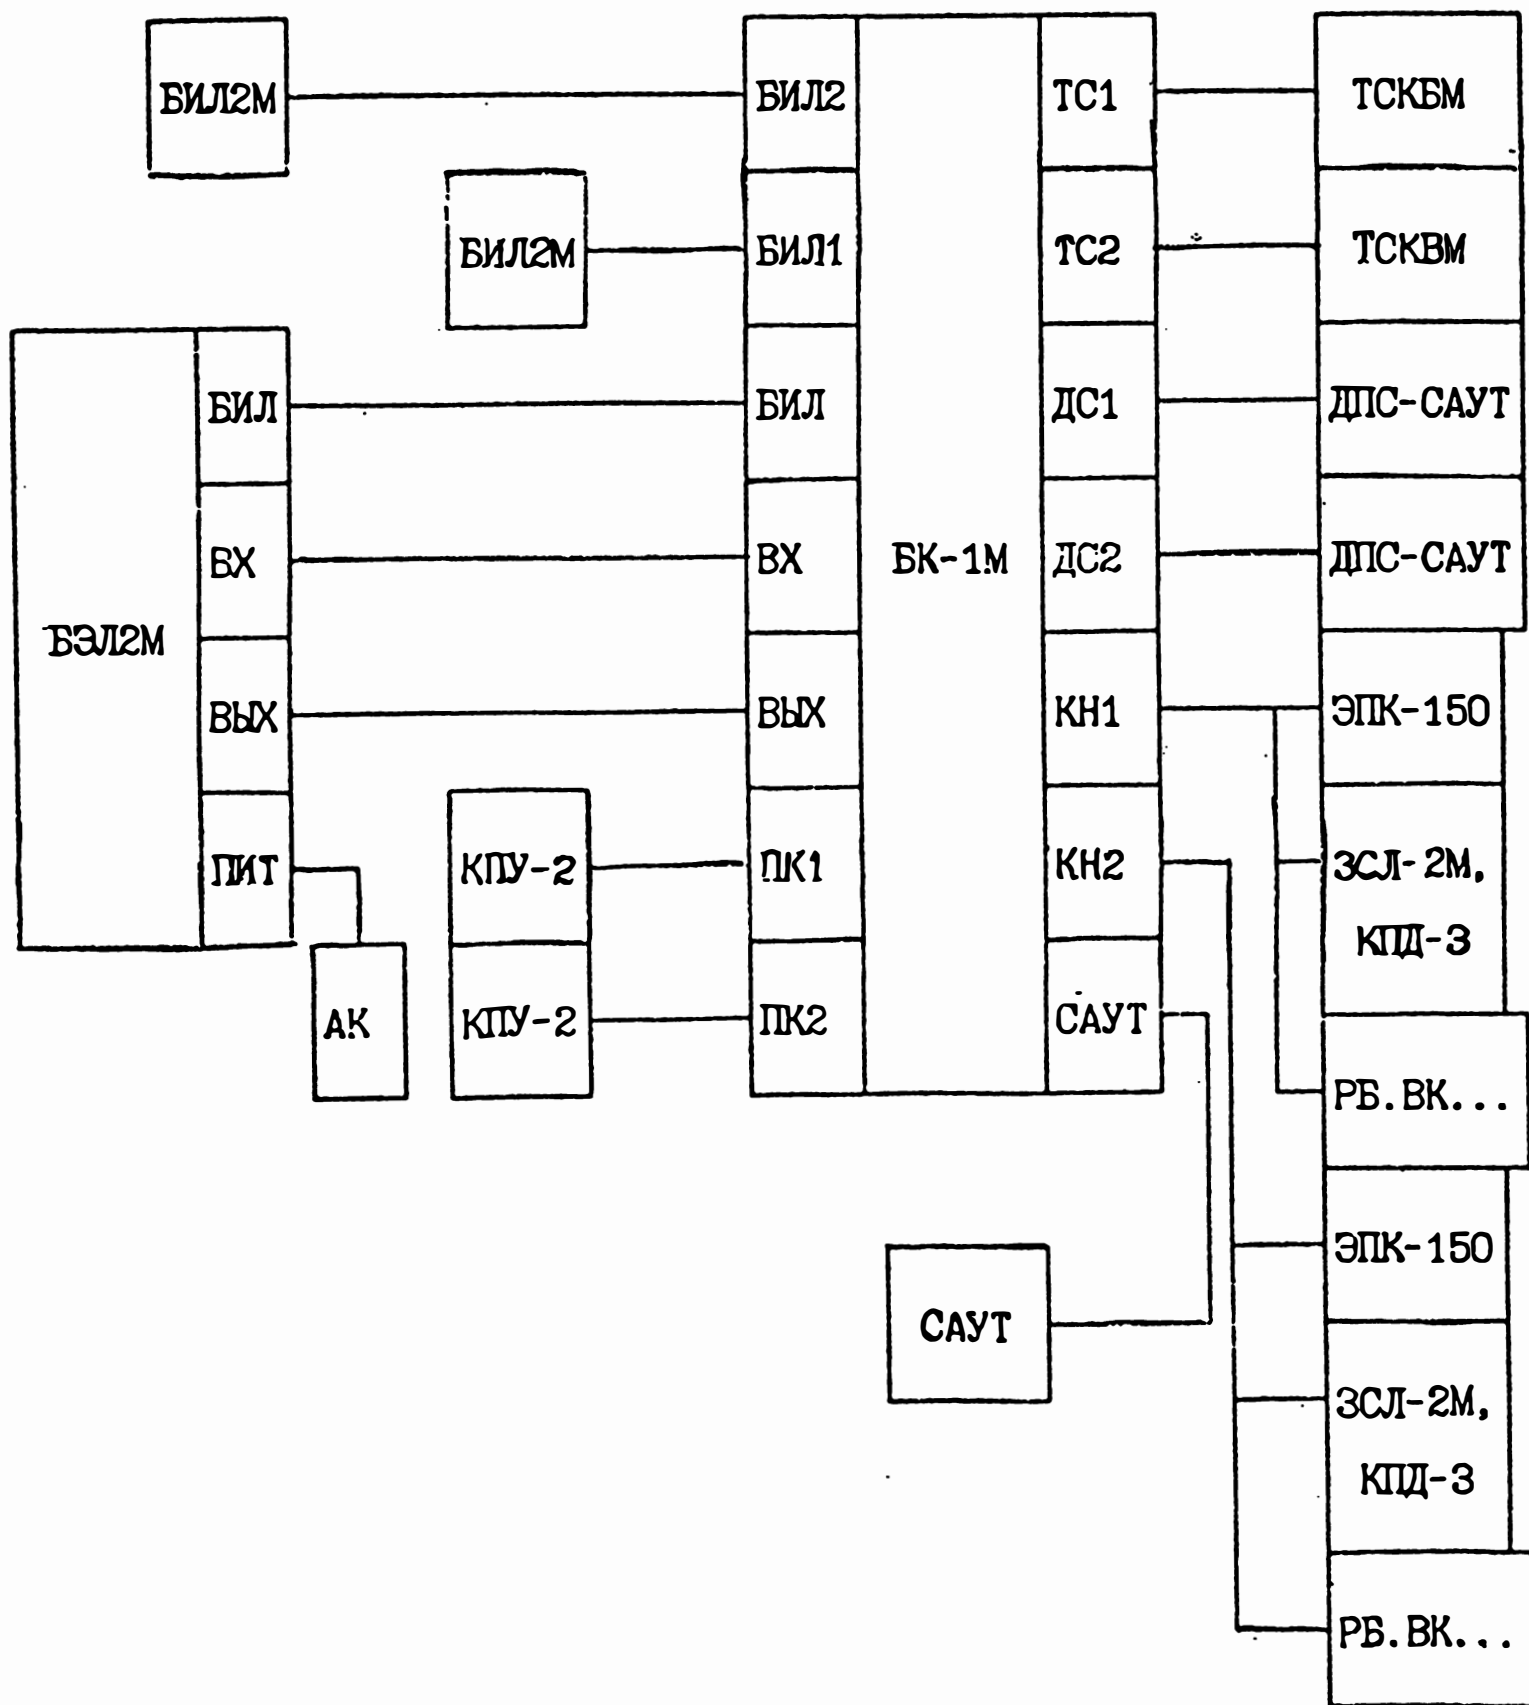 БИЛ2М
БИЛ2
ТС1
ТСКБМ
БИЛ2М
БИЛ1
ТС2
ТСКВМ
БИЛ
БИЛ
ДС1
ДПС-САУТ
ВХ
ВХ
БК-1М
ДС2
ДПС-САУТ
БЭЛ2М
ВЫХ
ВЫХ
КН1
ЭПК-150
ПИТ
КПУ-2
ПК1
КН2
ЗСЛ-2М,
КПД-3
АК
КПУ-2
ПК2
САУТ
РБ.ВК...
ЭПК-150
САУТ
ЗСЛ-2М,
КПД-3
РБ.ВК...